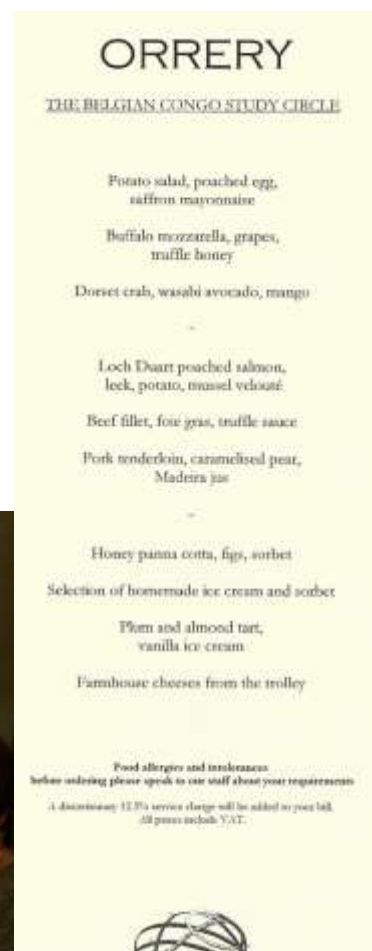 ORRERY
THE BELGIAN CONGO STUDY CIRCLE
Potato salad, poached egg,
saffron mayonnaise
Buffalo mozzarella, grapes,
truffle honey
Dorset crab, wasabi avocado, mango
~
Loch Duart poached salmon,
leek, potato, mussel velouté
Beef fillet, foie gras, truffle sauce
Pork tenderloin, caramelised pear,
Madeira jus
~
Honey panna cotta, figs, sorbet
Selection of homemade ice cream and sorbet
Plum and almond tart,
vanilla ice cream
Farmhouse cheeses from the trolley
Food allergies and intolerances
before ordering please speak to our staff about your requirements
A discretionary 12.5% service charge will be added to your bill.
All prices include V.A.T.